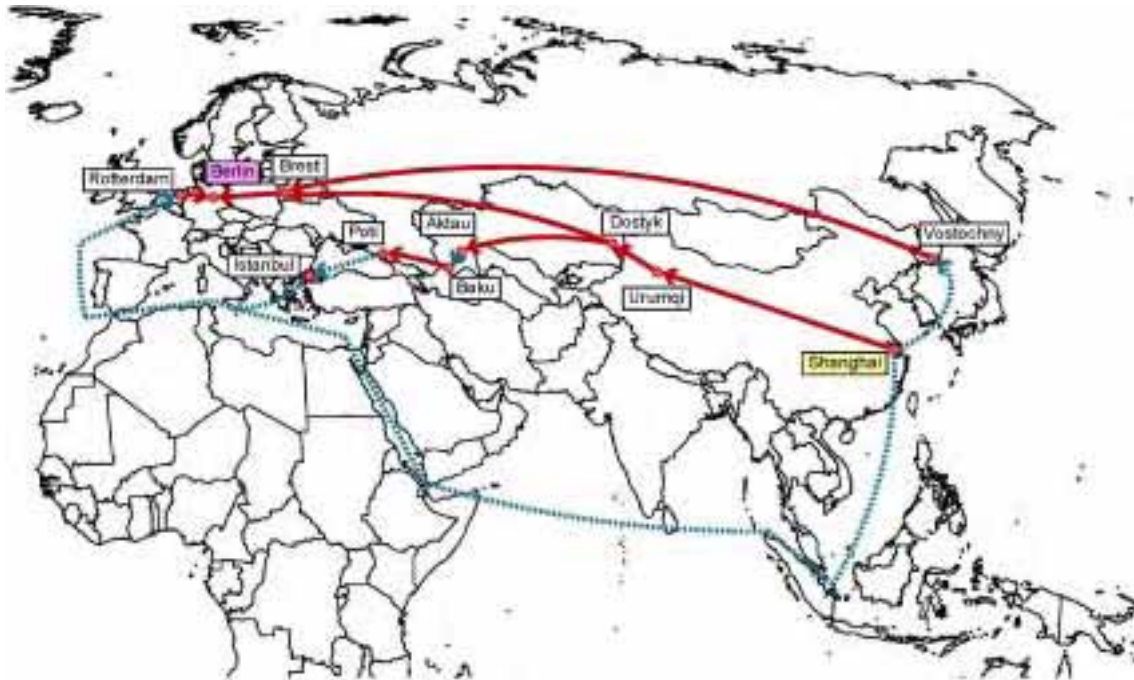 Berlin
Brest
Rotterdam
Aktau
Dostyk
Vostochny
Poti
Istanbul
Baku
Urumqi
Shanghai